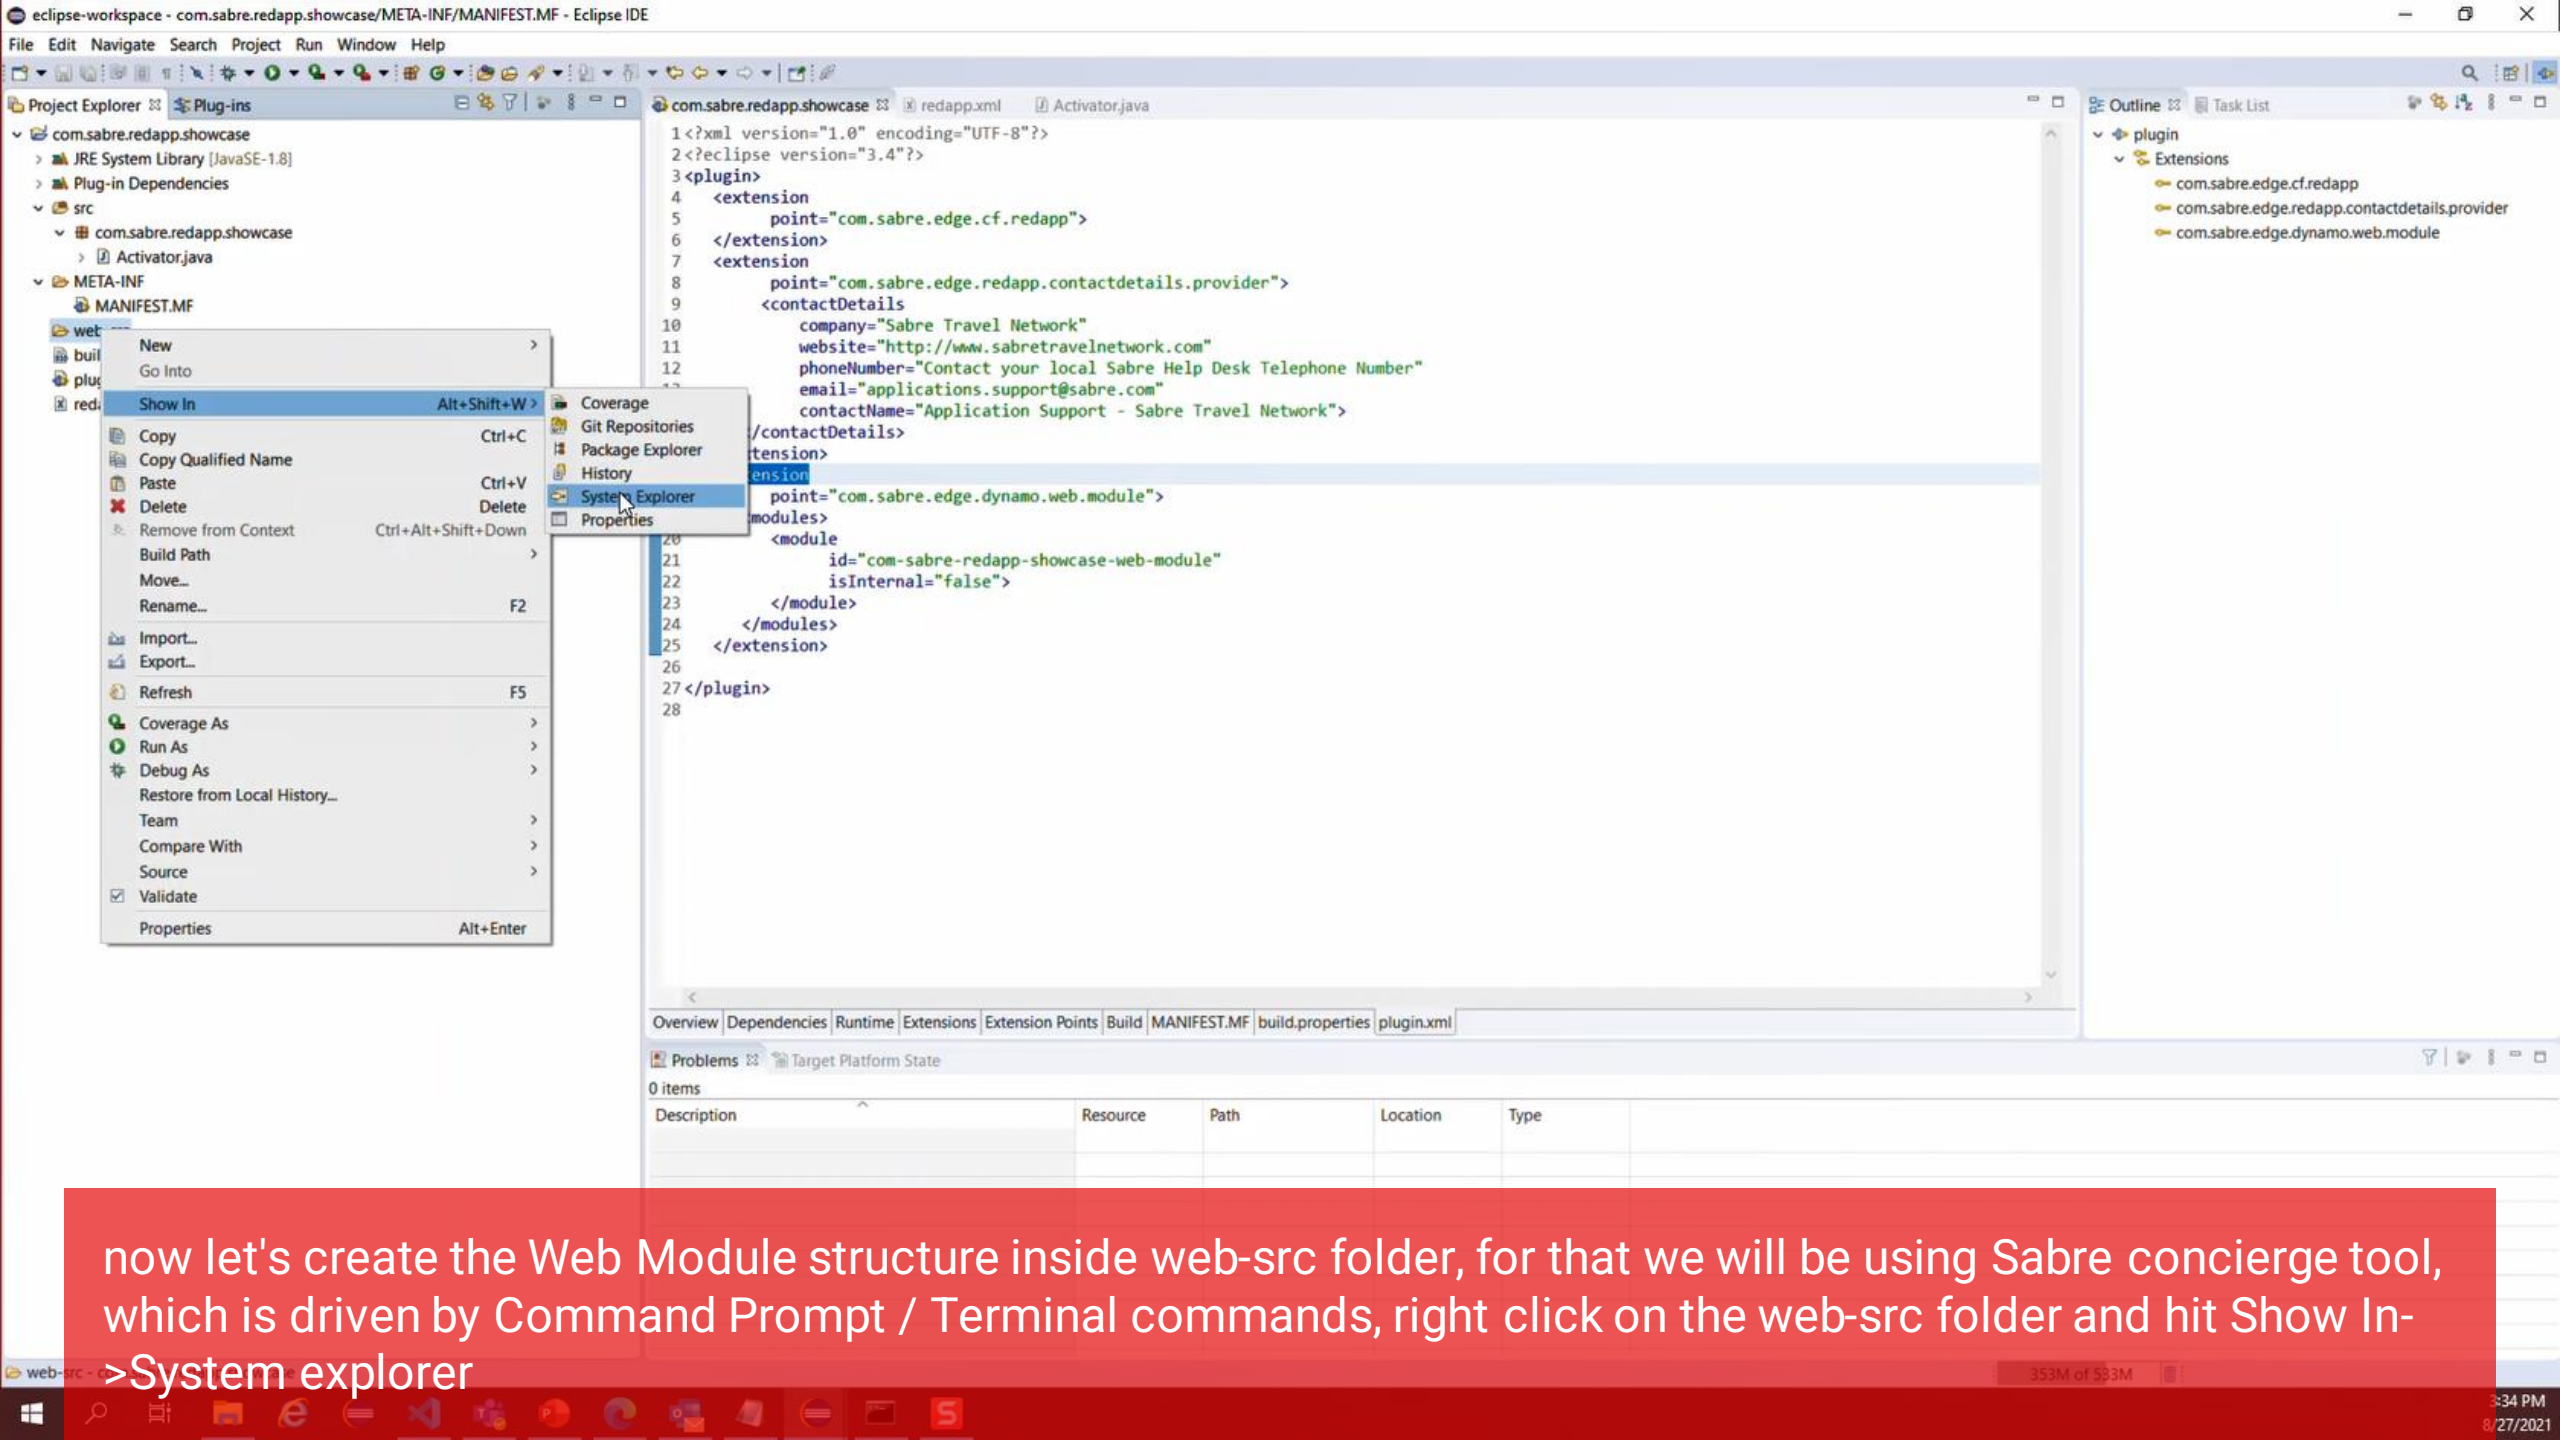 eclipse-workspace - com.sabre.redapp.showcase/META-INF/MANIFEST.MF - Eclipse IDE
File Edit Navigate Search Project Run Window Help
Project Explorer Plug-ins
com.sabre.redapp.showcase
JRE System Library [JavaSE-1.8]
Plug-in Dependencies
src
com.sabre.redapp.showcase
Activator.java
META-INF
MANIFEST.MF
web
buil
plug
reda
New
Go Into
Show In Alt+Shift+W
Copy Ctrl+C
Copy Qualified Name
Paste Ctrl+V
Delete Delete
Remove from Context Ctrl+Alt+Shift+Down
Build Path
Move...
Rename... F2
Import...
Export...
Refresh F5
Coverage As
Run As
Debug As
Restore from Local History...
Team
Compare With
Source
Validate
Properties Alt+Enter
Coverage
Git Repositories
Package Explorer
History
System Explorer
Properties
com.sabre.redapp.showcase redapp.xml Activator.java
1 <?xml version="1.0" encoding="UTF-8"?>
2 <?eclipse version="3.4"?>
3 <plugin>
4 <extension
5 point="com.sabre.edge.cf.redapp">
6 </extension>
7 <extension
8 point="com.sabre.edge.redapp.contactdetails.provider">
9 <contactDetails
10 company="Sabre Travel Network"
11 website="http://www.sabretravelnetwork.com"
12 phoneNumber="Contact your local Sabre Help Desk Telephone Number"
email="applications.support@sabre.com"
contactName="Application Support - Sabre Travel Network">
/contactDetails>
tension>
ension
point="com.sabre.edge.dynamo.web.module">
modules>
20 <module
21 id="com-sabre-redapp-showcase-web-module"
22 isInternal="false">
23 </module>
24 </modules>
25 </extension>
26
27 </plugin>
28
Overview Dependencies Runtime Extensions Extension Points Build MANIFEST.MF build.properties plugin.xml
Outline Task List
plugin
Extensions
com.sabre.edge.cf.redapp
com.sabre.edge.redapp.contactdetails.provider
com.sabre.edge.dynamo.web.module
Problems Target Platform State
0 items
Description Resource Path Location Type
now let's create the Web Module structure inside web-src folder, for that we will be using Sabre concierge tool,
which is driven by Command Prompt / Terminal commands, right click on the web-src folder and hit Show In-
>System explorer
web-src
353M of 533M
3:34 PM
8/27/2021